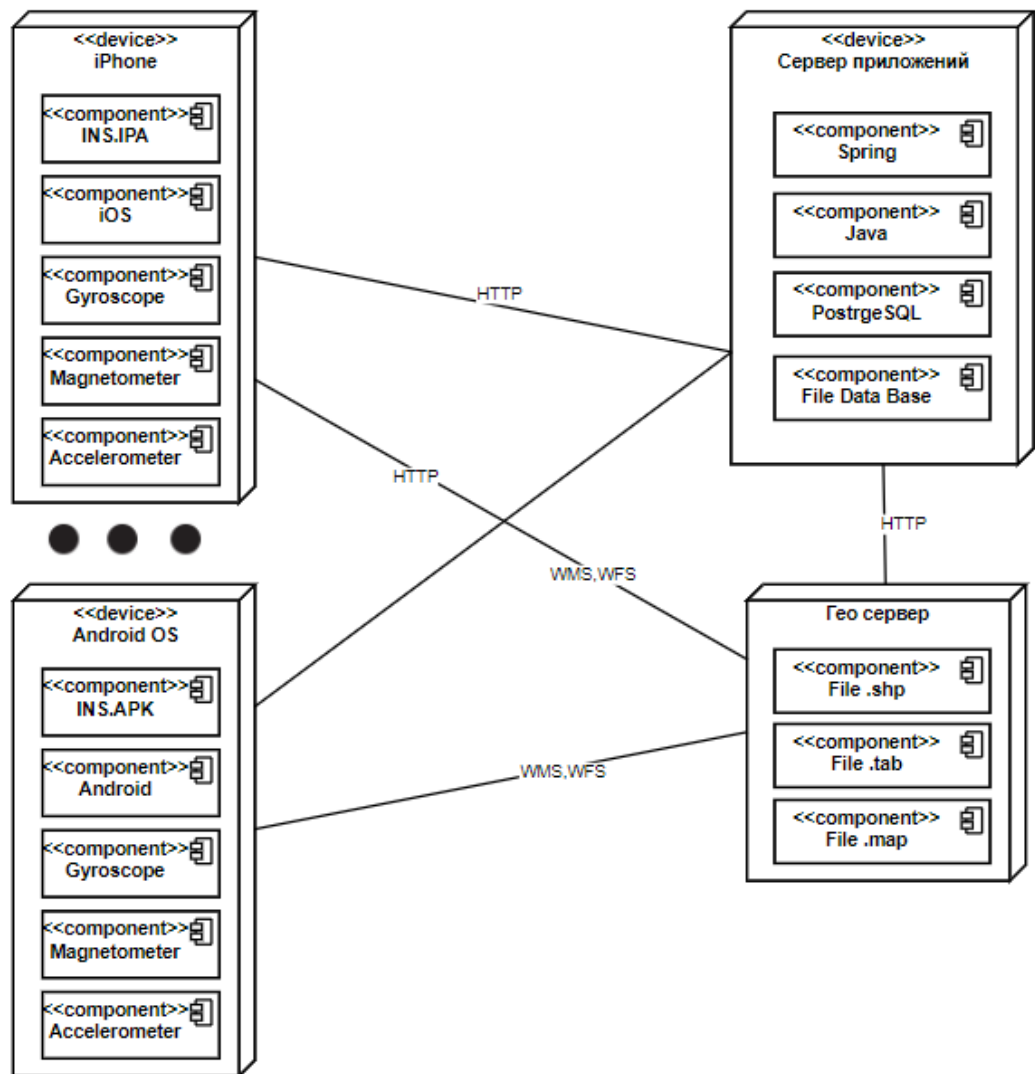 <<device>>
iPhone
<<component>>
INS.IPA
<<component>>
iOS
<<component>>
Gyroscope
<<component>>
Magnetometer
<<component>>
Accelerometer
<<device>>
Сервер приложений
<<component>>
Spring
<<component>>
Java
<<component>>
PostrgeSQL
<<component>>
File Data Base
HTTP
HTTP
HTTP
WMS,WFS
WMS,WFS
<<device>>
Android OS
<<component>>
INS.APK
<<component>>
Android
<<component>>
Gyroscope
<<component>>
Magnetometer
<<component>>
Accelerometer
Гео сервер
<<component>>
File .shp
<<component>>
File .tab
<<component>>
File .map